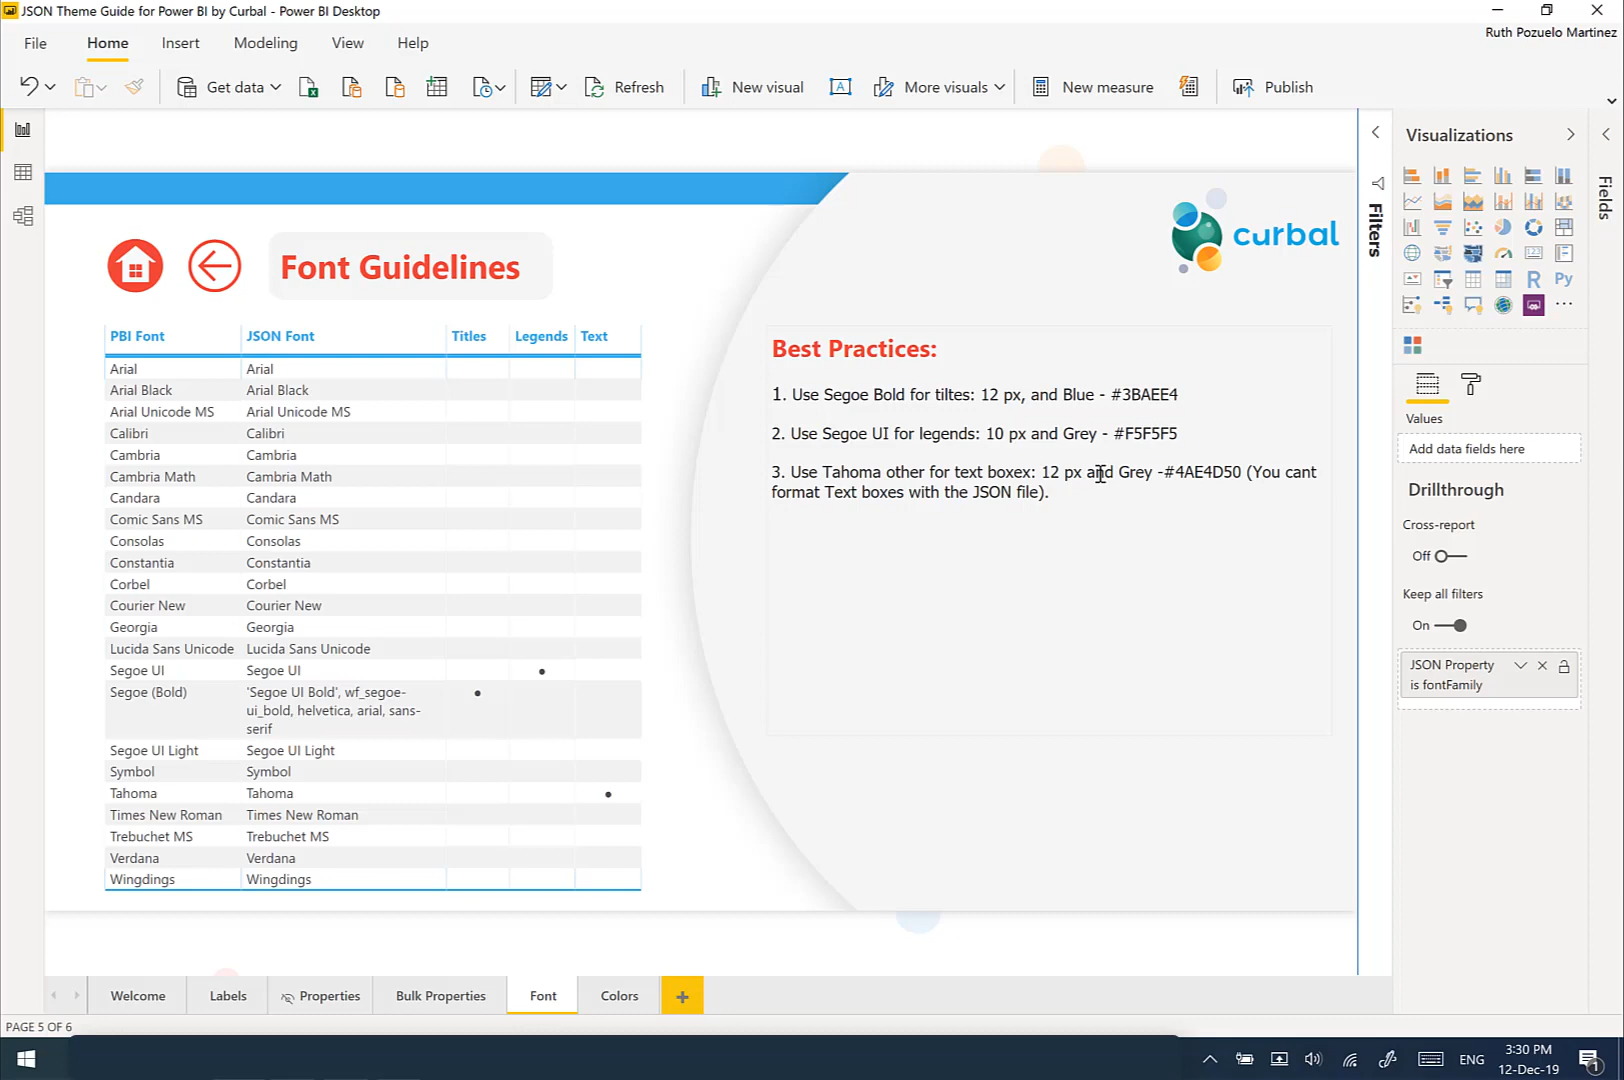 JSON Theme Guide for Power BI by Curbal - Power BI Desktop
Ruth Pozuelo Martinez
File Home Insert Modeling View Help
Get data Refresh New visual A More visuals New measure Publish
Filters
Visualizations
Fields
curbal
Font Guidelines
PBI Font JSON Font Titles Legends Text
Arial Arial
Arial Black Arial Black
Arial Unicode MS Arial Unicode MS
Calibri Calibri
Cambria Cambria
Cambria Math Cambria Math
Candara Candara
Comic Sans MS Comic Sans MS
Consolas Consolas
Constantia Constantia
Corbel Corbel
Courier New Courier New
Georgia Georgia
Lucida Sans Unicode Lucida Sans Unicode
Segoe UI Segoe UI •
Segoe (Bold) 'Segoe UI Bold', wf_segoe- •
ui_bold, helvetica, arial, sans-
serif
Segoe UI Light Segoe UI Light
Symbol Symbol
Tahoma Tahoma •
Times New Roman Times New Roman
Trebuchet MS Trebuchet MS
Verdana Verdana
Wingdings Wingdings
Best Practices:
1. Use Segoe Bold for tiltes: 12 px, and Blue - #3BAEE4
2. Use Segoe UI for legends: 10 px and Grey - #F5F5F5
3. Use Tahoma other for text boxex: 12 px and Grey -#4AE4D50 (You cant
format Text boxes with the JSON file).
R Py
...
Values
Add data fields here
Drillthrough
Cross-report
Off
Keep all filters
On
JSON Property
is fontFamily
Welcome Labels Properties Bulk Properties Font Colors +
PAGE 5 OF 6
ENG
3:30 PM
12-Dec-19
1